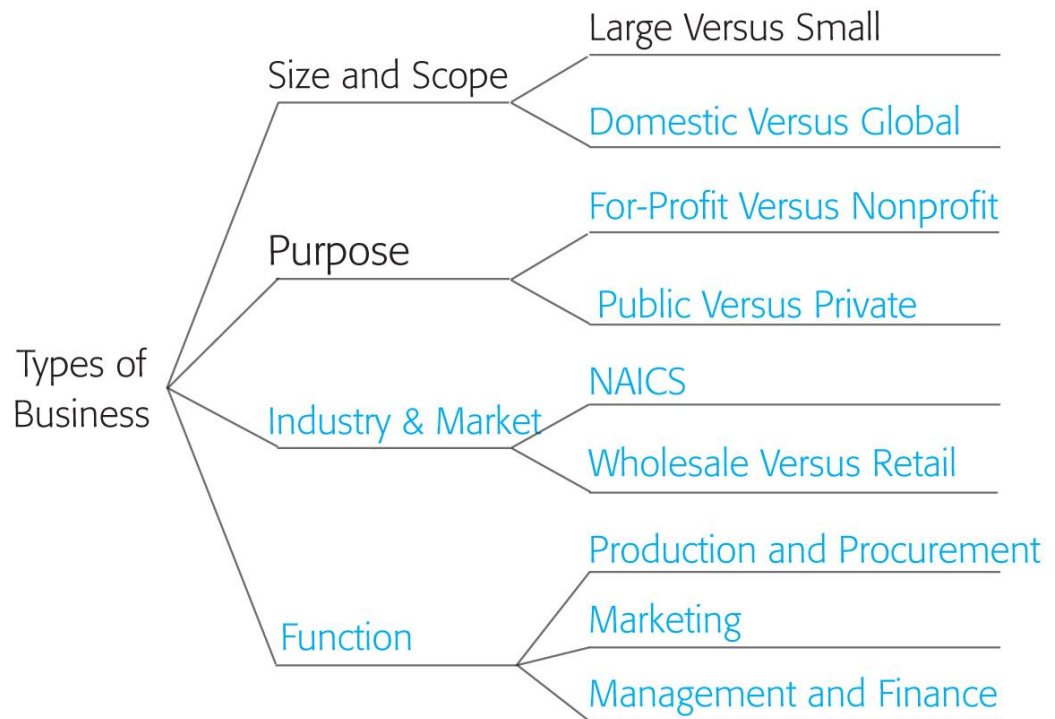 Types of
Business
Size and Scope
Large Versus Small
Domestic Versus Global
Purpose
For-Profit Versus Nonprofit
Public Versus Private
Industry & Market
NAICS
Wholesale Versus Retail
Function
Production and Procurement
Marketing
Management and Finance